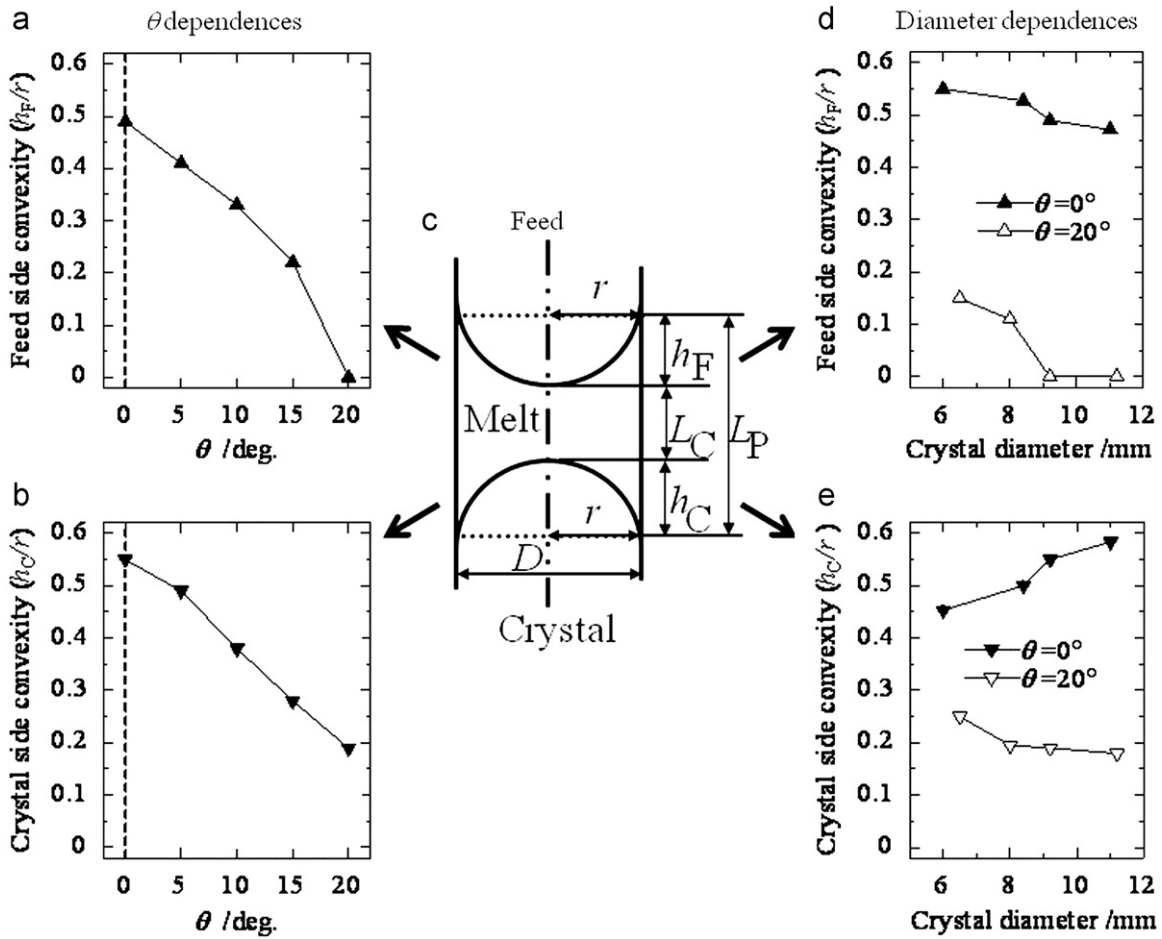 a
θ dependences
Feed side convexity (hF/r)
0.6
0.5
0.4
0.3
0.2
0.1
0
0 5 10 15 20
θ /deg.
b
Crystal side convexity (hC/r)
0.6
0.5
0.4
0.3
0.2
0.1
0
0 5 10 15 20
θ /deg.
c
Feed
r
hF
Melt
LC
LP
hC
r
D
Crystal
d
Diameter dependences
Feed side convexity (hF/r)
0.6
0.5
0.4
0.3
0.2
0.1
0
θ=0°
θ=20°
6 8 10 12
Crystal diameter /mm
e
Crystal side convexity (hC/r)
0.6
0.5
0.4
0.3
0.2
0.1
0
θ=0°
θ=20°
6 8 10 12
Crystal diameter /mm